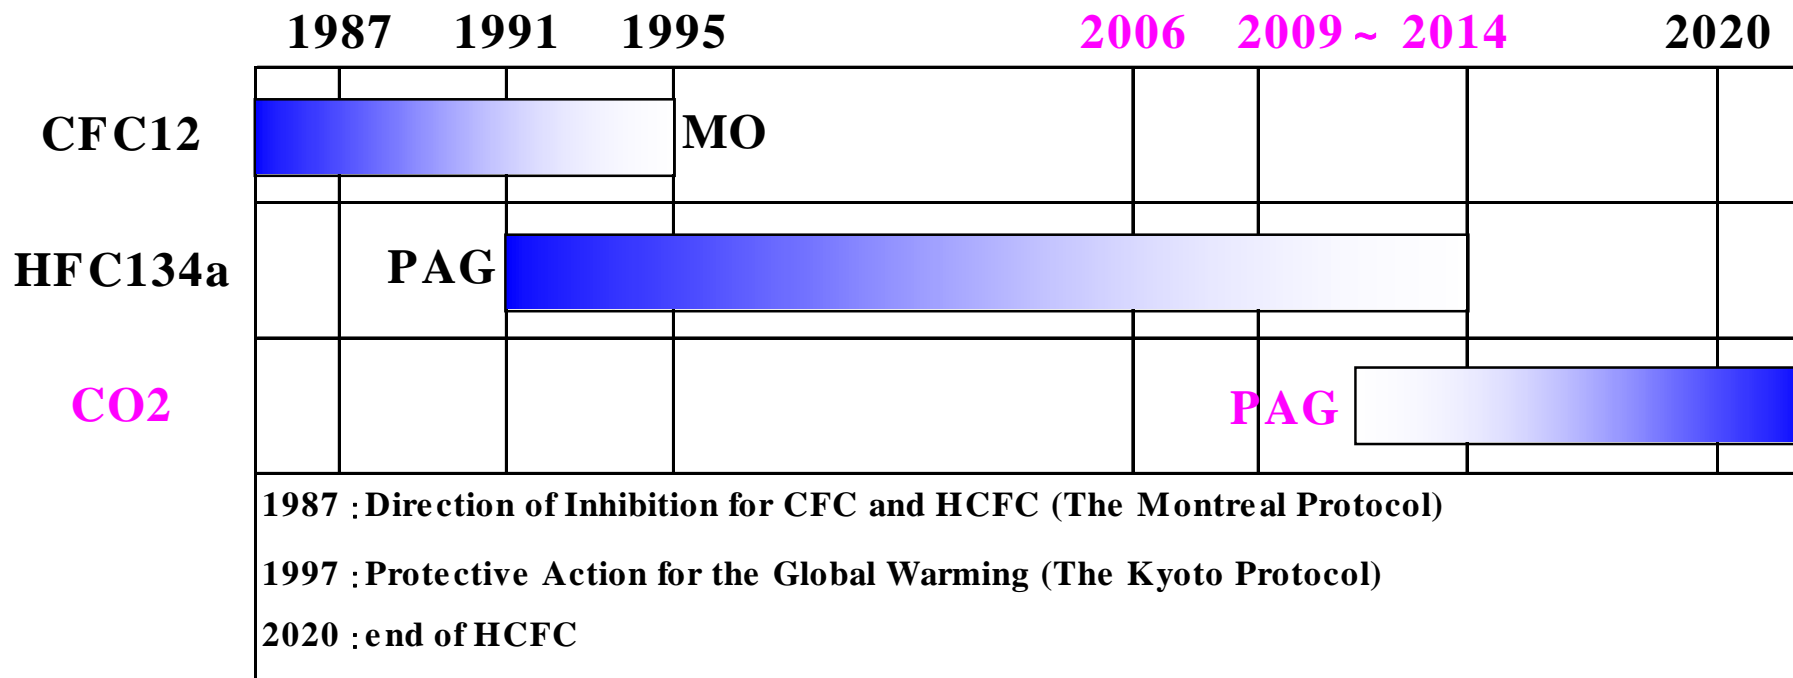 1987 1991 1995 2006 2009 ~ 2014 2020
CFC12 MO
HFC134a PAG
CO2 PAG
1987 : Direction of Inhibition for CFC and HCFC (The Montreal Protocol)
1997 : Protective Action for the Global Warming (The Kyoto Protocol)
2020 : end of HCFC